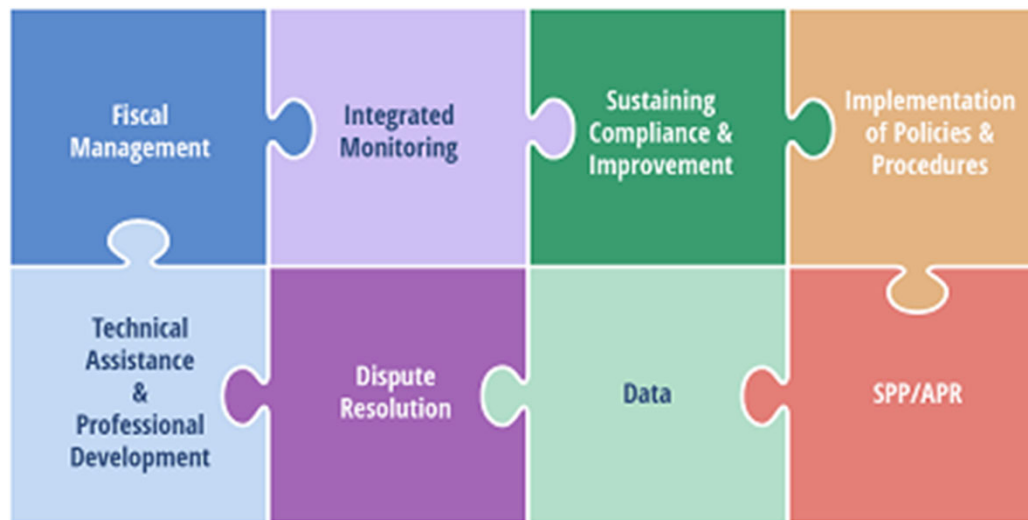 Fiscal
Management
Integrated
Monitoring
Sustaining
Compliance &
Improvement
Implementation
of Policies &
Procedures
Technical
Assistance
&
Professional
Development
Dispute
Resolution
Data
SPP/APR